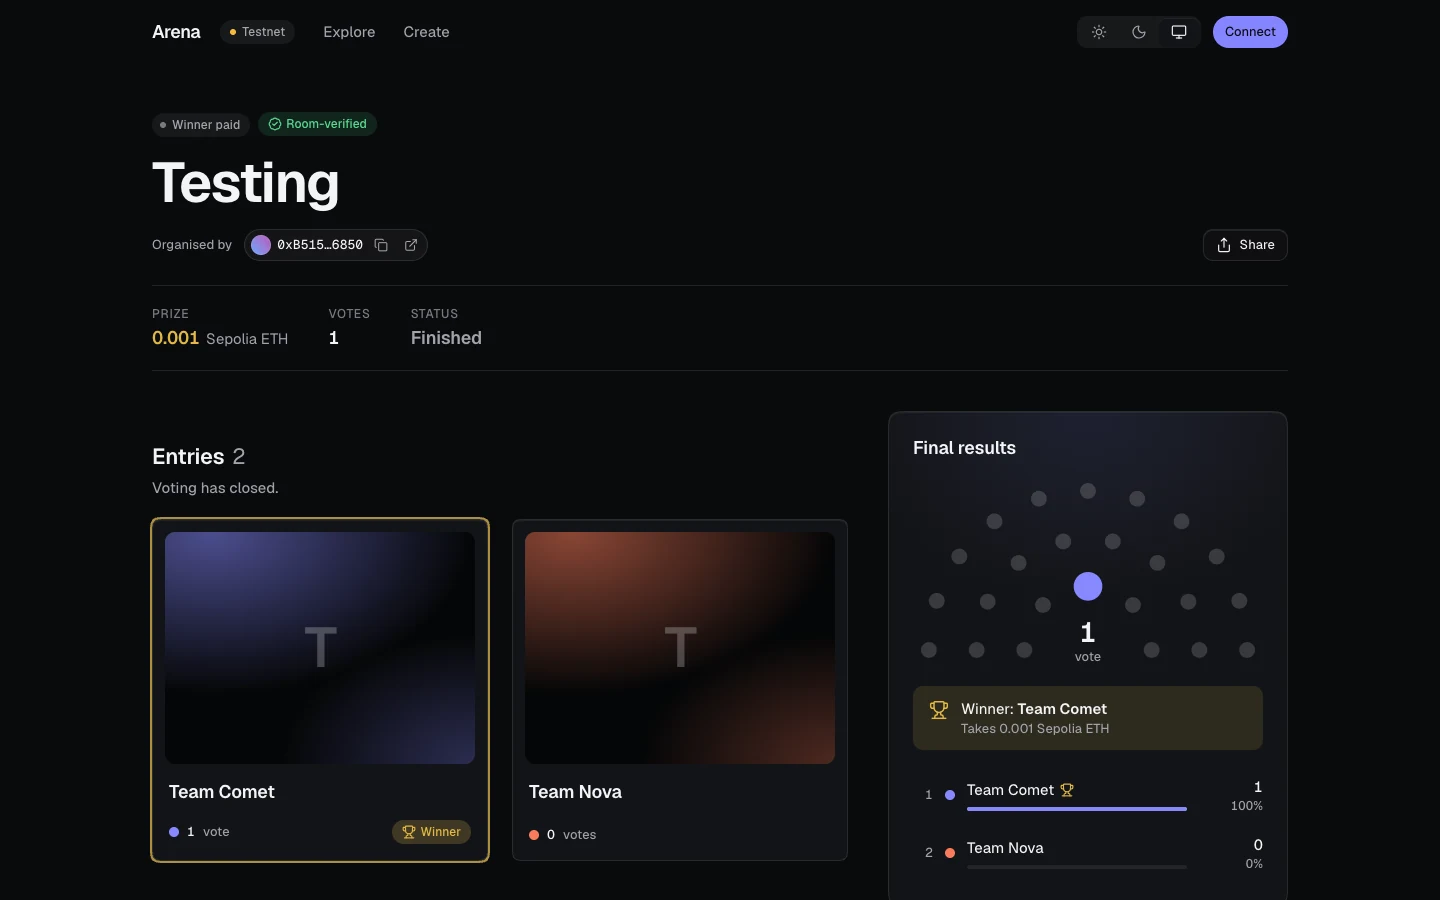 Arena
Testnet
Explore
Create
Connect
Winner paid
Room-verified
Testing
Organised by
0xB515…6850
Share
PRIZE
0.001 Sepolia ETH
VOTES
1
STATUS
Finished
Entries 2
Voting has closed.
T
Team Comet
1 vote
Winner
T
Team Nova
0 votes
Final results
1
vote
Winner: Team Comet
Takes 0.001 Sepolia ETH
1 Team Comet 1
100%
2 Team Nova 0
0%